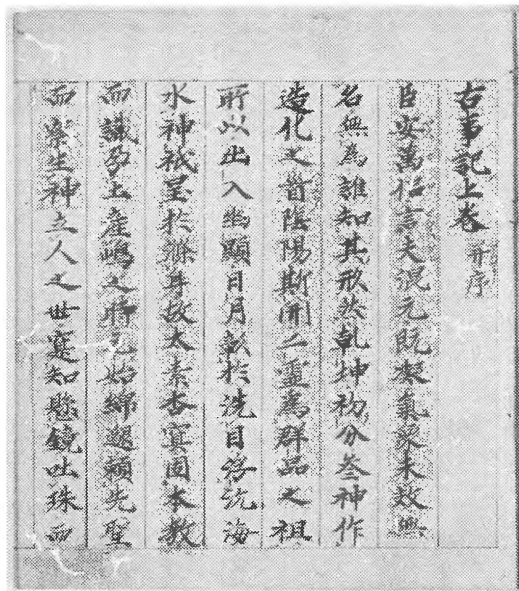 古事記上卷 并序
臣安萬侶言夫混元既凝氣象未效無
名無為誰知其形然乾坤初分叅神作
造化之首陰陽斯開二靈為群品之祖
所以出入幽顯日月彰於洗目浮沉海
水神祇呈於滌身故太素杳冥因本教
而識孕土産嶋之時元始綿邈頼先聖
而察生神立人之世寔知懸鏡吐珠而